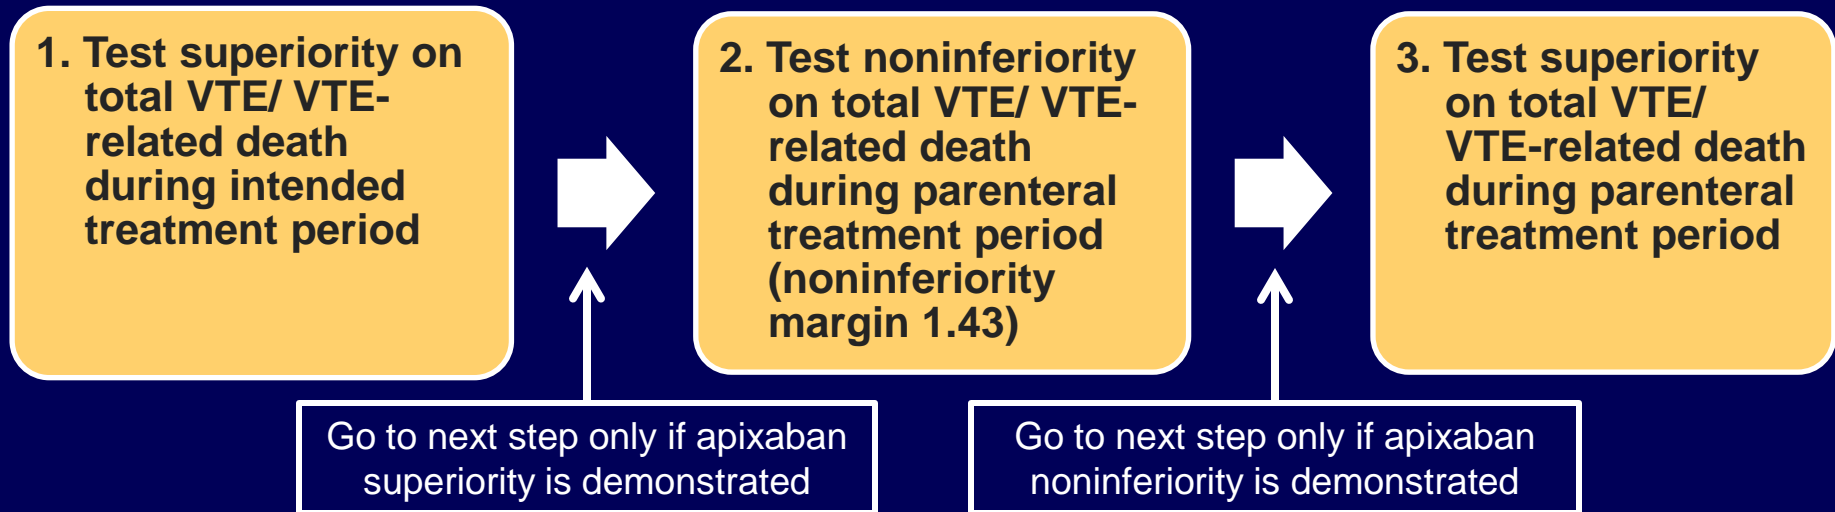 1. Test superiority on
total VTE/ VTE-
related death
during intended
treatment period
2. Test noninferiority
on total VTE/ VTE-
related death
during parenteral
treatment period
(noninferiority
margin 1.43)
3. Test superiority
on total VTE/
VTE-related death
during parenteral
treatment period
Go to next step only if apixaban
superiority is demonstrated
Go to next step only if apixaban
noninferiority is demonstrated